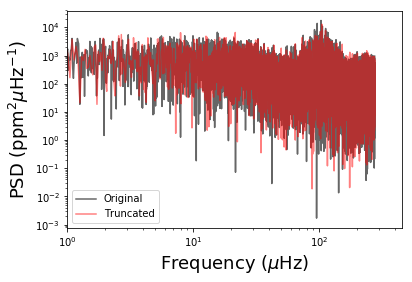 PSD (ppm²μHz⁻¹)
10⁴
10³
10²
10¹
10⁰
10⁻¹
10⁻²
10⁻³
Original
Truncated
10⁰ 10¹ 10²
Frequency (μHz)